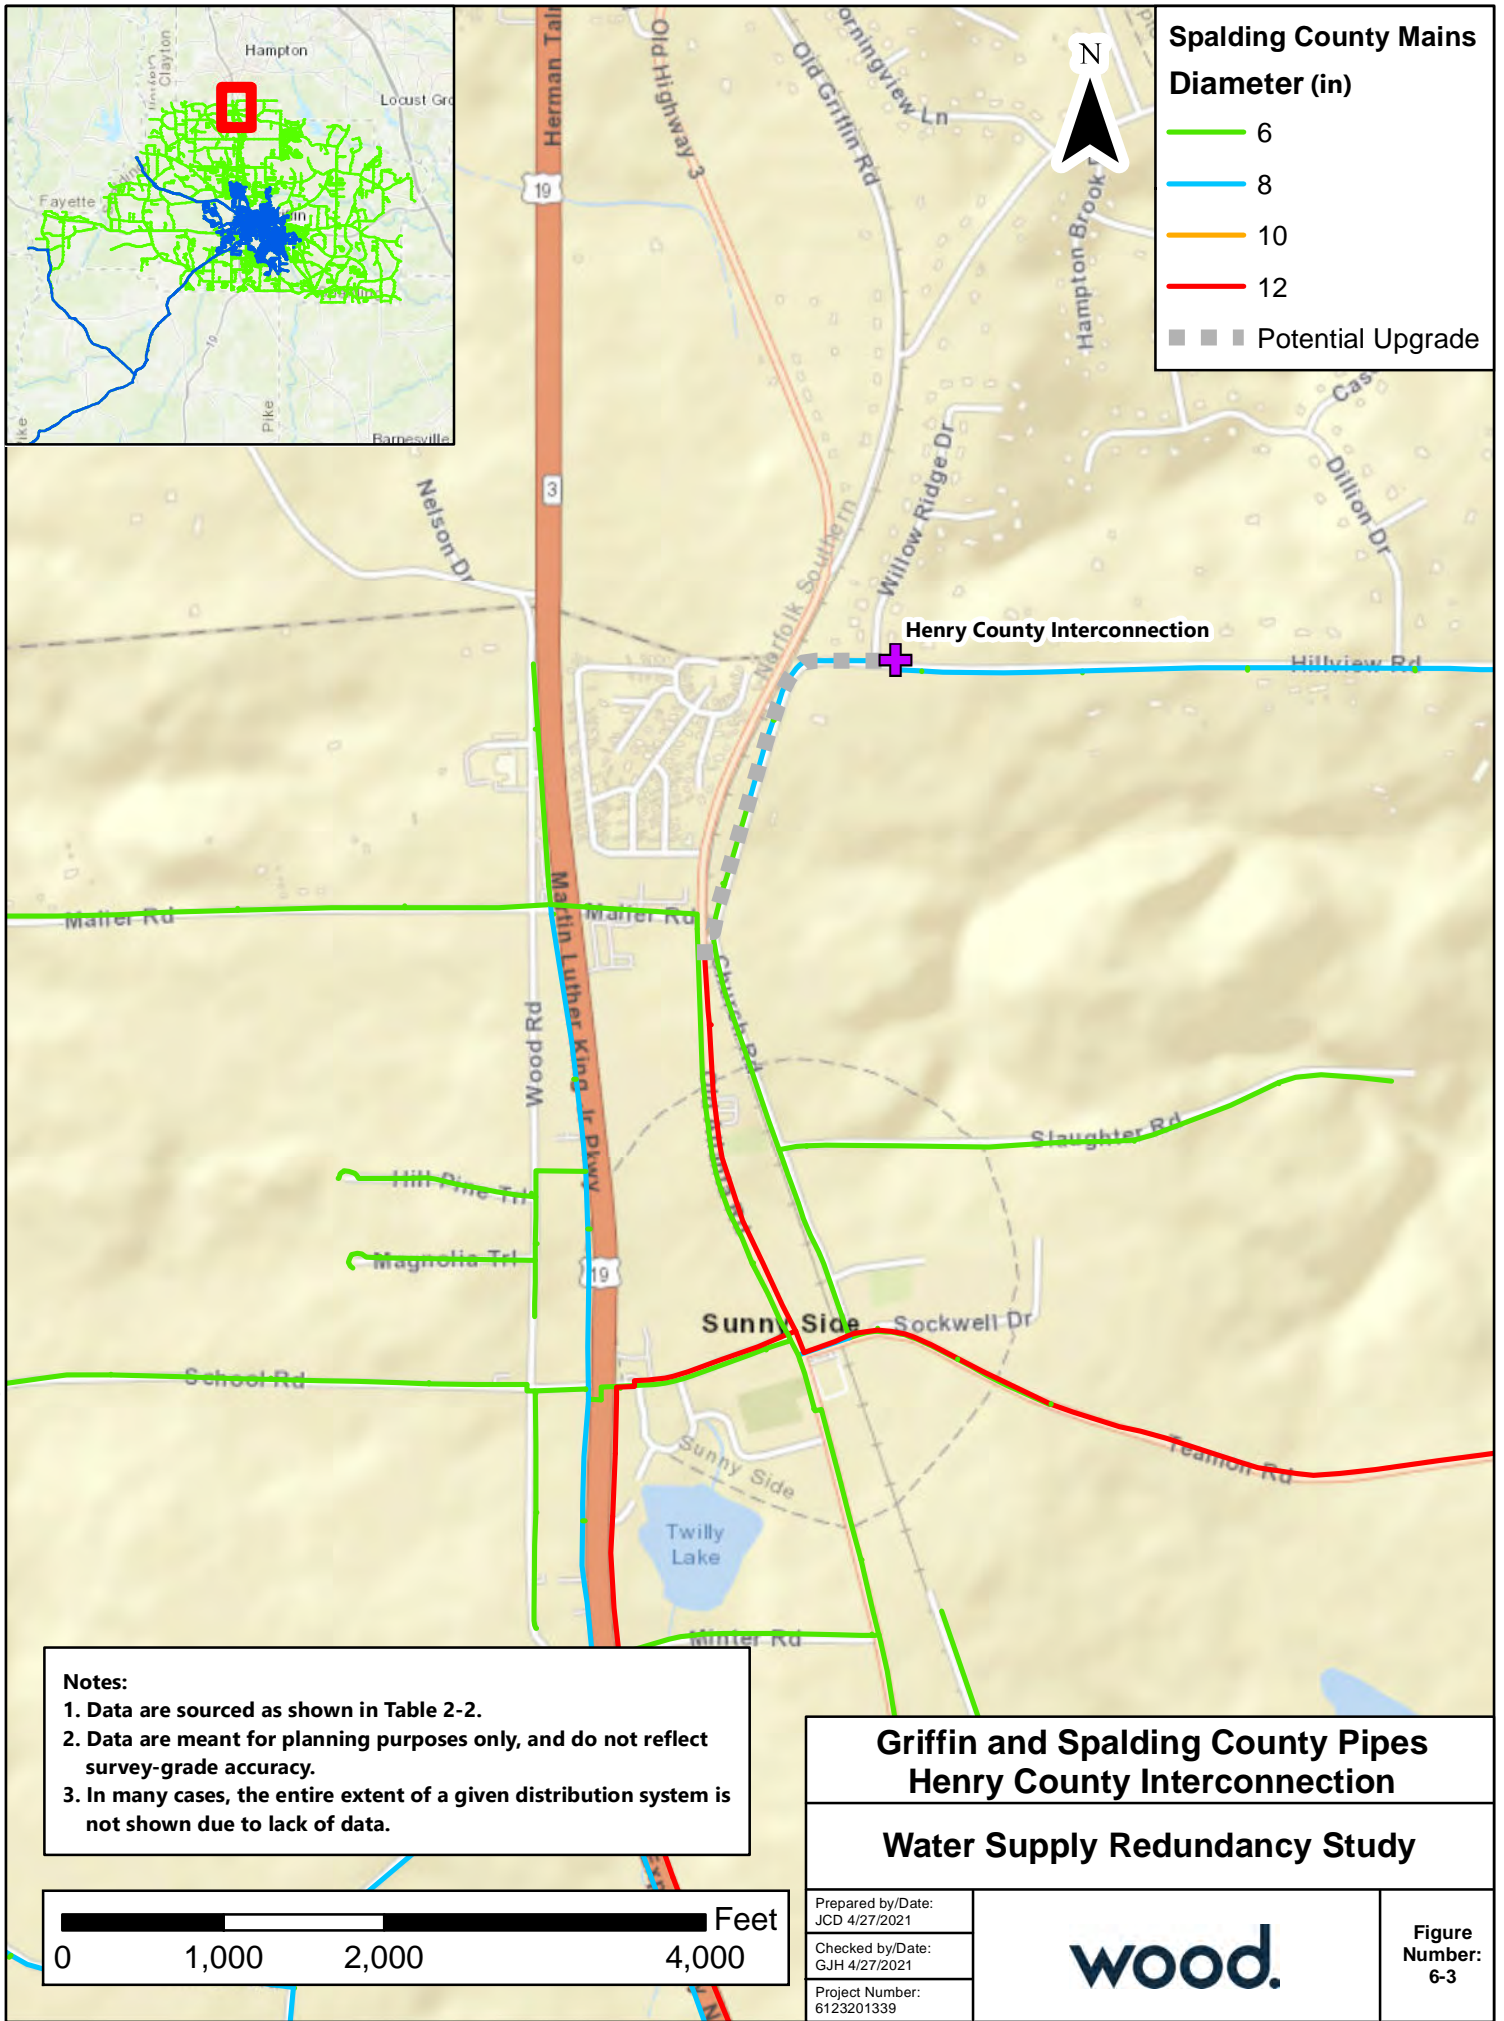 Hampton
Clayton
Locust Gro
Fayette
19
Pike
Barnesville
Herman Tal
Old Highway 3
Old Griffin Rd
orningview Ln
Hampton Brook
N
Spalding County Mains
Diameter (in)
6
8
10
12
Potential Upgrade
19
3
Nelson Dr
Norfolk Southern
Willow Ridge Dr
Dillion Dr
Henry County Interconnection
Hillview Rd
Malier Rd
Malier Rd
Martin Luther King Jr Pkwy
Wood Rd
Church Rd
Slaughter Rd
Hill Pine Trl
Magnolia Trl
19
Sunny Side
Sockwell Dr
School Rd
Teamon Rd
Sunny Side
Twilly
Lake
Minter Rd
Notes:
1. Data are sourced as shown in Table 2-2.
2. Data are meant for planning purposes only, and do not reflect
survey-grade accuracy.
3. In many cases, the entire extent of a given distribution system is
not shown due to lack of data.
Feet
0 1,000 2,000 4,000
Griffin and Spalding County Pipes
Henry County Interconnection
Water Supply Redundancy Study
Prepared by/Date:
JCD 4/27/2021
Checked by/Date:
GJH 4/27/2021
Project Number:
6123201339
wood.
Figure
Number:
6-3